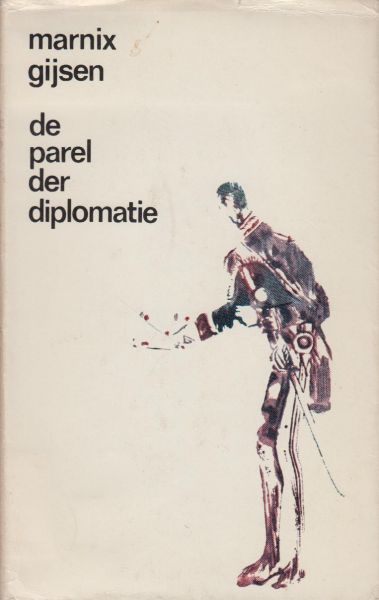 marnix
gijsen
de
parel
der
diplomatie